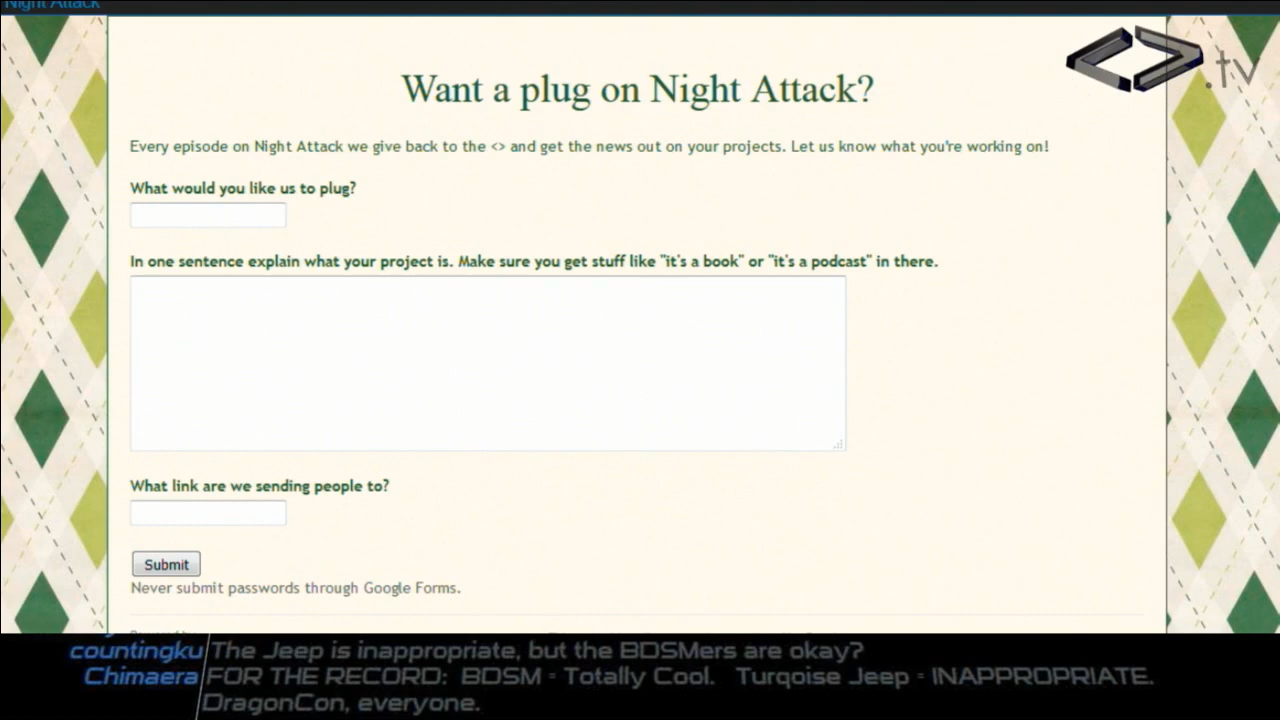 Night Attack
<> .tv
Want a plug on Night Attack?
Every episode on Night Attack we give back to the <> and get the news out on your projects. Let us know what you're working on!
What would you like us to plug?
In one sentence explain what your project is. Make sure you get stuff like "it's a book" or "it's a podcast" in there.
What link are we sending people to?
Submit
Never submit passwords through Google Forms.
countingku The Jeep is inappropriate, but the BDSMers are okay?
Chimaera FOR THE RECORD: BDSM - Totally Cool. Turqoise Jeep - INAPPROPRIATE.
DragonCon, everyone.